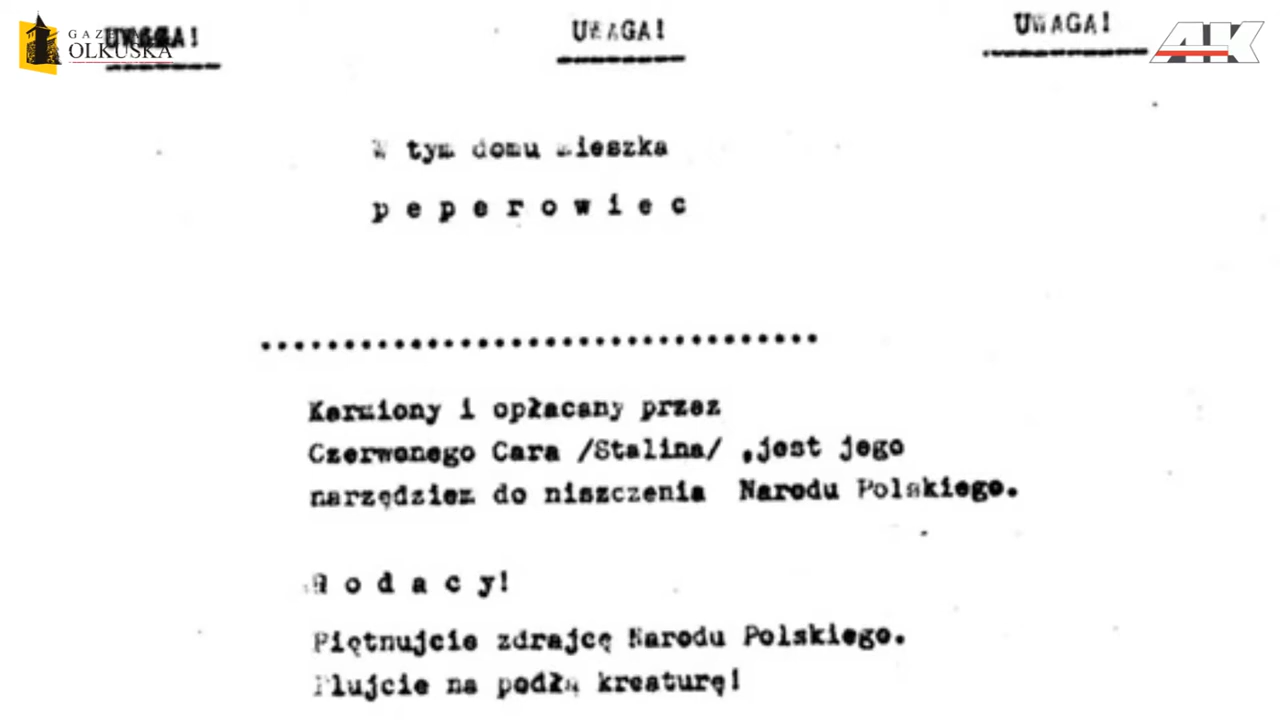 GAZETA
OLKUSKA
UWAGA! UWAGA! UWAGA!
AK
W tym domu mieszka
p e p e r o w i e c
....................................
Karmiony i opłacany przez
Czerwonego Cara /Stalina/ ,jest jego
narzędziem do niszczenia Narodu Polskiego.
R o d a c y!
Piętnujcie zdrajcę Narodu Polskiego.
Plujcie na podłą kreaturę!